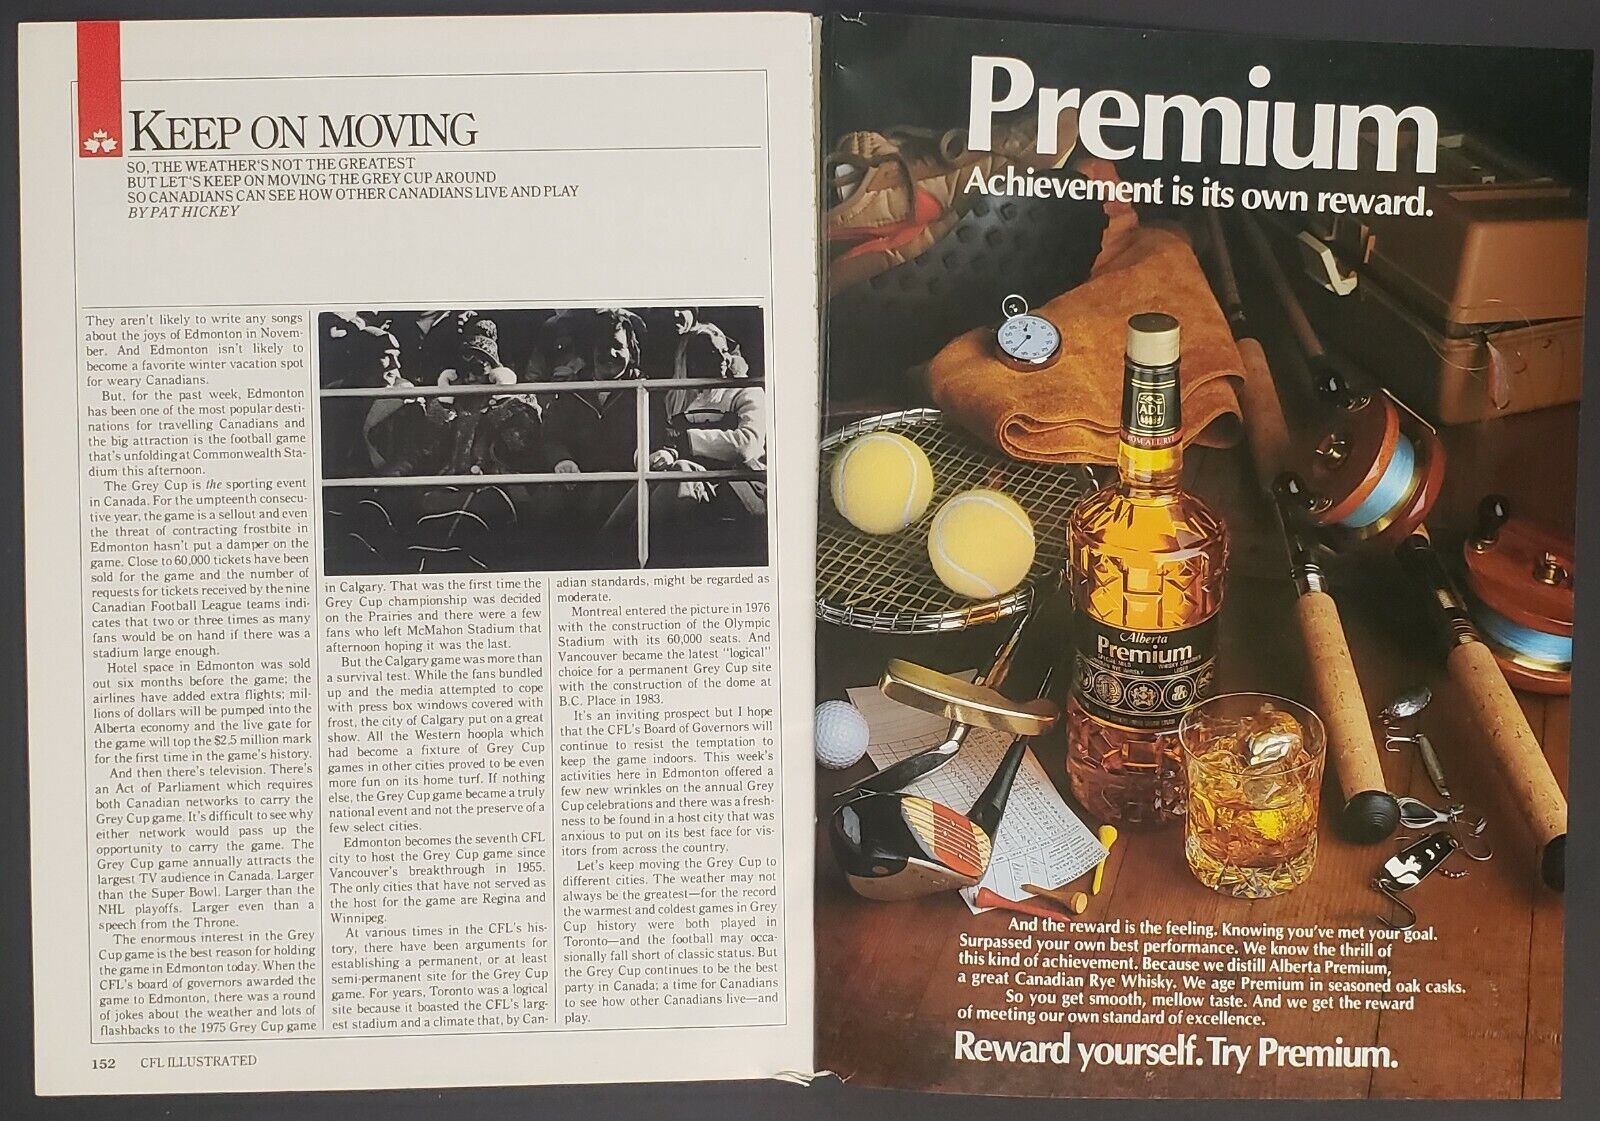 KEEP ON MOVING
SO, THE WEATHER'S NOT THE GREATEST
BUT LET'S KEEP ON MOVING THE GREY CUP AROUND
SO CANADIANS CAN SEE HOW OTHER CANADIANS LIVE AND PLAY
BY PAT HICKEY
They aren't likely to write any songs
about the joys of Edmonton in Novem-
ber. And Edmonton isn't likely to
become a favorite winter vacation spot
for weary Canadians.
But, for the past week, Edmonton
has been one of the most popular desti-
nations for travelling Canadians and
the big attraction is the football game
that's unfolding at Commonwealth Sta-
dium this afternoon.
The Grey Cup is the sporting event
in Canada. For the umpteenth consecu-
tive year, the game is a sellout and even
the threat of contracting frostbite in
Edmonton hasn't put a damper on the
game. Close to 60,000 tickets have been
sold for the game and the number of
requests for tickets received by the nine
Canadian Football League teams indi-
cates that two or three times as many
fans would be on hand if there was a
stadium large enough.
Hotel space in Edmonton was sold
out six months before the game; the
airlines have added extra flights; mil-
lions of dollars will be pumped into the
Alberta economy and the live gate for
the game will top the $2.5 million mark
for the first time in the game's history.
And then there's television. There's
an Act of Parliament which requires
both Canadian networks to carry the
Grey Cup game. It's difficult to see why
either network would pass up the
opportunity to carry the game. The
Grey Cup game annually attracts the
largest TV audience in Canada. Larger
than the Super Bowl. Larger than the
NHL playoffs. Larger even than a
speech from the Throne.
The enormous interest in the Grey
Cup game is the best reason for holding
the game in Edmonton today. When the
CFL's board of governors awarded the
game to Edmonton, there was a round
of jokes about the weather and lots of
flashbacks to the 1975 Grey Cup game
in Calgary. That was the first time the
Grey Cup championship was decided
on the Prairies and there were a few
fans who left McMahon Stadium that
afternoon hoping it was the last.
But the Calgary game was more than
a survival test. While the fans bundled
up and the media attempted to cope
with press box windows covered with
frost, the city of Calgary put on a great
show. All the Western hoopla which
had become a fixture of Grey Cup
games in other cities proved to be even
more fun on its home turf. If nothing
else, the Grey Cup game became a truly
national event and not the preserve of a
few select cities.
Edmonton becomes the seventh CFL
city to host the Grey Cup game since
Vancouver's breakthrough in 1955.
The only cities that have not served as
the host for the game are Regina and
Winnipeg.
At various times in the CFL's his-
tory, there have been arguments for
establishing a permanent, or at least
semi-permanent site for the Grey Cup
game. For years, Toronto was a logical
site because it boasted the CFL's larg-
est stadium and a climate that, by Can-
adian standards, might be regarded as
moderate.
Montreal entered the picture in 1976
with the construction of the Olympic
Stadium with its 60,000 seats. And
Vancouver became the latest "logical"
choice for a permanent Grey Cup site
with the construction of the dome at
B.C. Place in 1983.
It's an inviting prospect but I hope
that the CFL's Board of Governors will
continue to resist the temptation to
keep the game indoors. This week's
activities here in Edmonton offered a
few new wrinkles on the annual Grey
Cup celebrations and there was a fresh-
ness to be found in a host city that was
anxious to put on its best face for vis-
itors from across the country.
Let's keep moving the Grey Cup to
different cities. The weather may not
always be the greatest—for the record
the warmest and coldest games in Grey
Cup history were both played in
Toronto—and the football may occa-
sionally fall short of classic status. But
the Grey Cup continues to be the best
party in Canada; a time for Canadians
to see how other Canadians live—and
play.
152 CFL ILLUSTRATED
Premium
Achievement is its own reward.
ADL
Alberta
Premium
And the reward is the feeling. Knowing you've met your goal.
Surpassed your own best performance. We know the thrill of
this kind of achievement. Because we distill Alberta Premium,
a great Canadian Rye Whisky. We age Premium in seasoned oak casks.
So you get smooth, mellow taste. And we get the reward
of meeting our own standard of excellence.
Reward yourself. Try Premium.